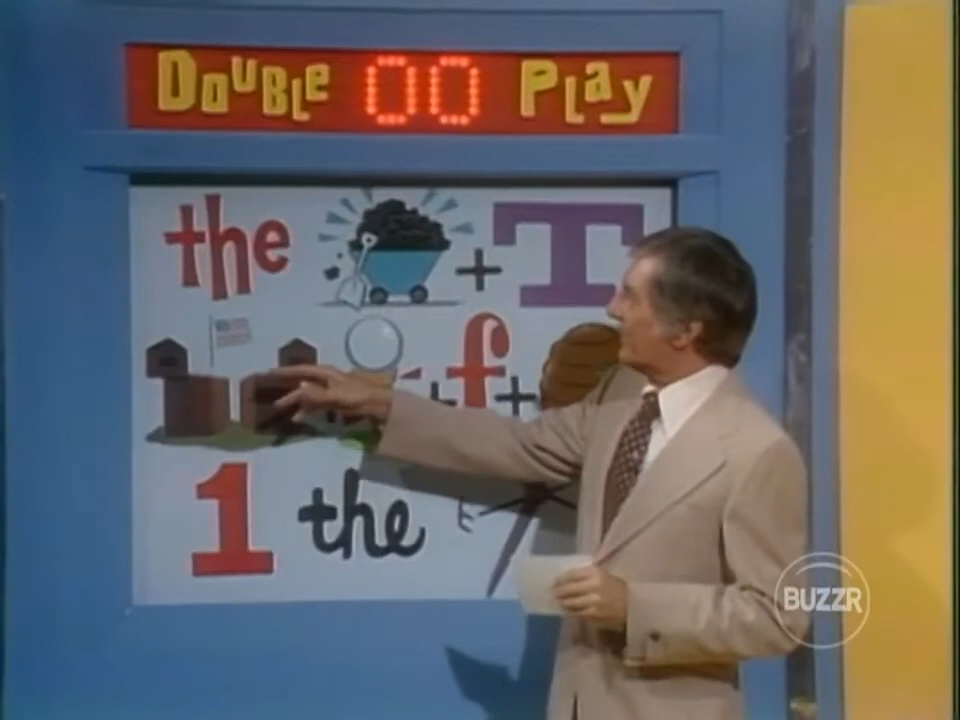 Double 00 Play
the + T
+ f +
1 the
BUZZR